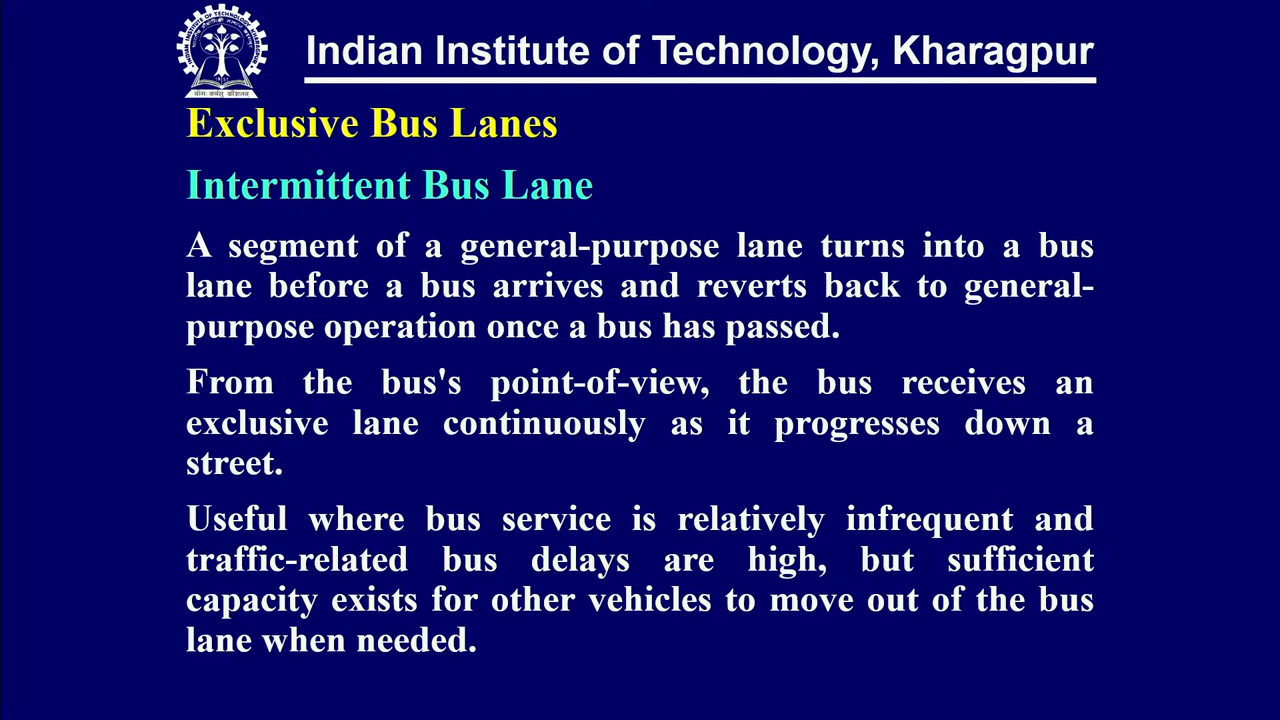 Indian Institute of Technology, Kharagpur
Exclusive Bus Lanes
Intermittent Bus Lane
A segment of a general-purpose lane turns into a bus
lane before a bus arrives and reverts back to general-
purpose operation once a bus has passed.
From the bus's point-of-view, the bus receives an
exclusive lane continuously as it progresses down a
street.
Useful where bus service is relatively infrequent and
traffic-related bus delays are high, but sufficient
capacity exists for other vehicles to move out of the bus
lane when needed.